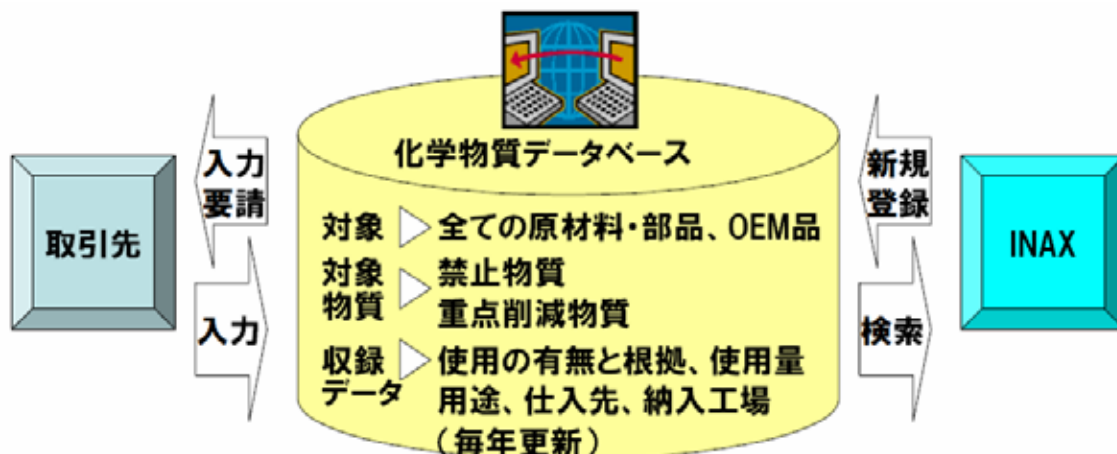 化学物質データベース
入力
要請
新規
登録
取引先
対象
全ての原材料・部品、OEM品
INAX
対象
物質
禁止物質
重点削減物質
入力
検索
収録
データ
使用の有無と根拠、使用量
用途、仕入先、納入工場
(毎年更新)